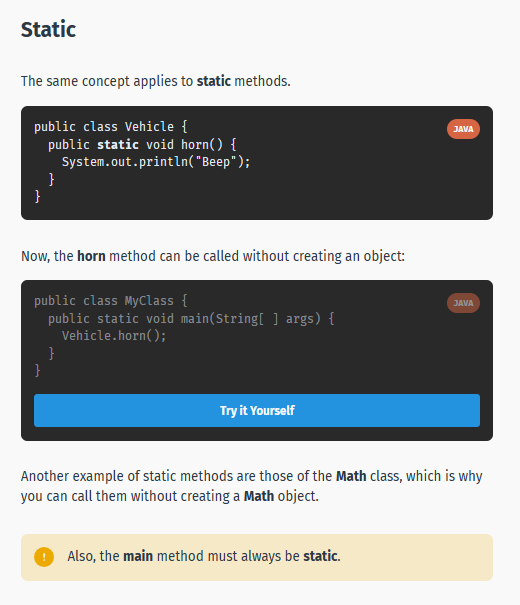 Static
The same concept applies to static methods.
public class Vehicle {
JAVA
  public static void horn() {
    System.out.println("Beep");
  }
}
Now, the horn method can be called without creating an object:
public class MyClass {
JAVA
  public static void main(String[ ] args) {
    Vehicle.horn();
  }
}
Try it Yourself
Another example of static methods are those of the Math class, which is why
you can call them without creating a Math object.
!
Also, the main method must always be static.